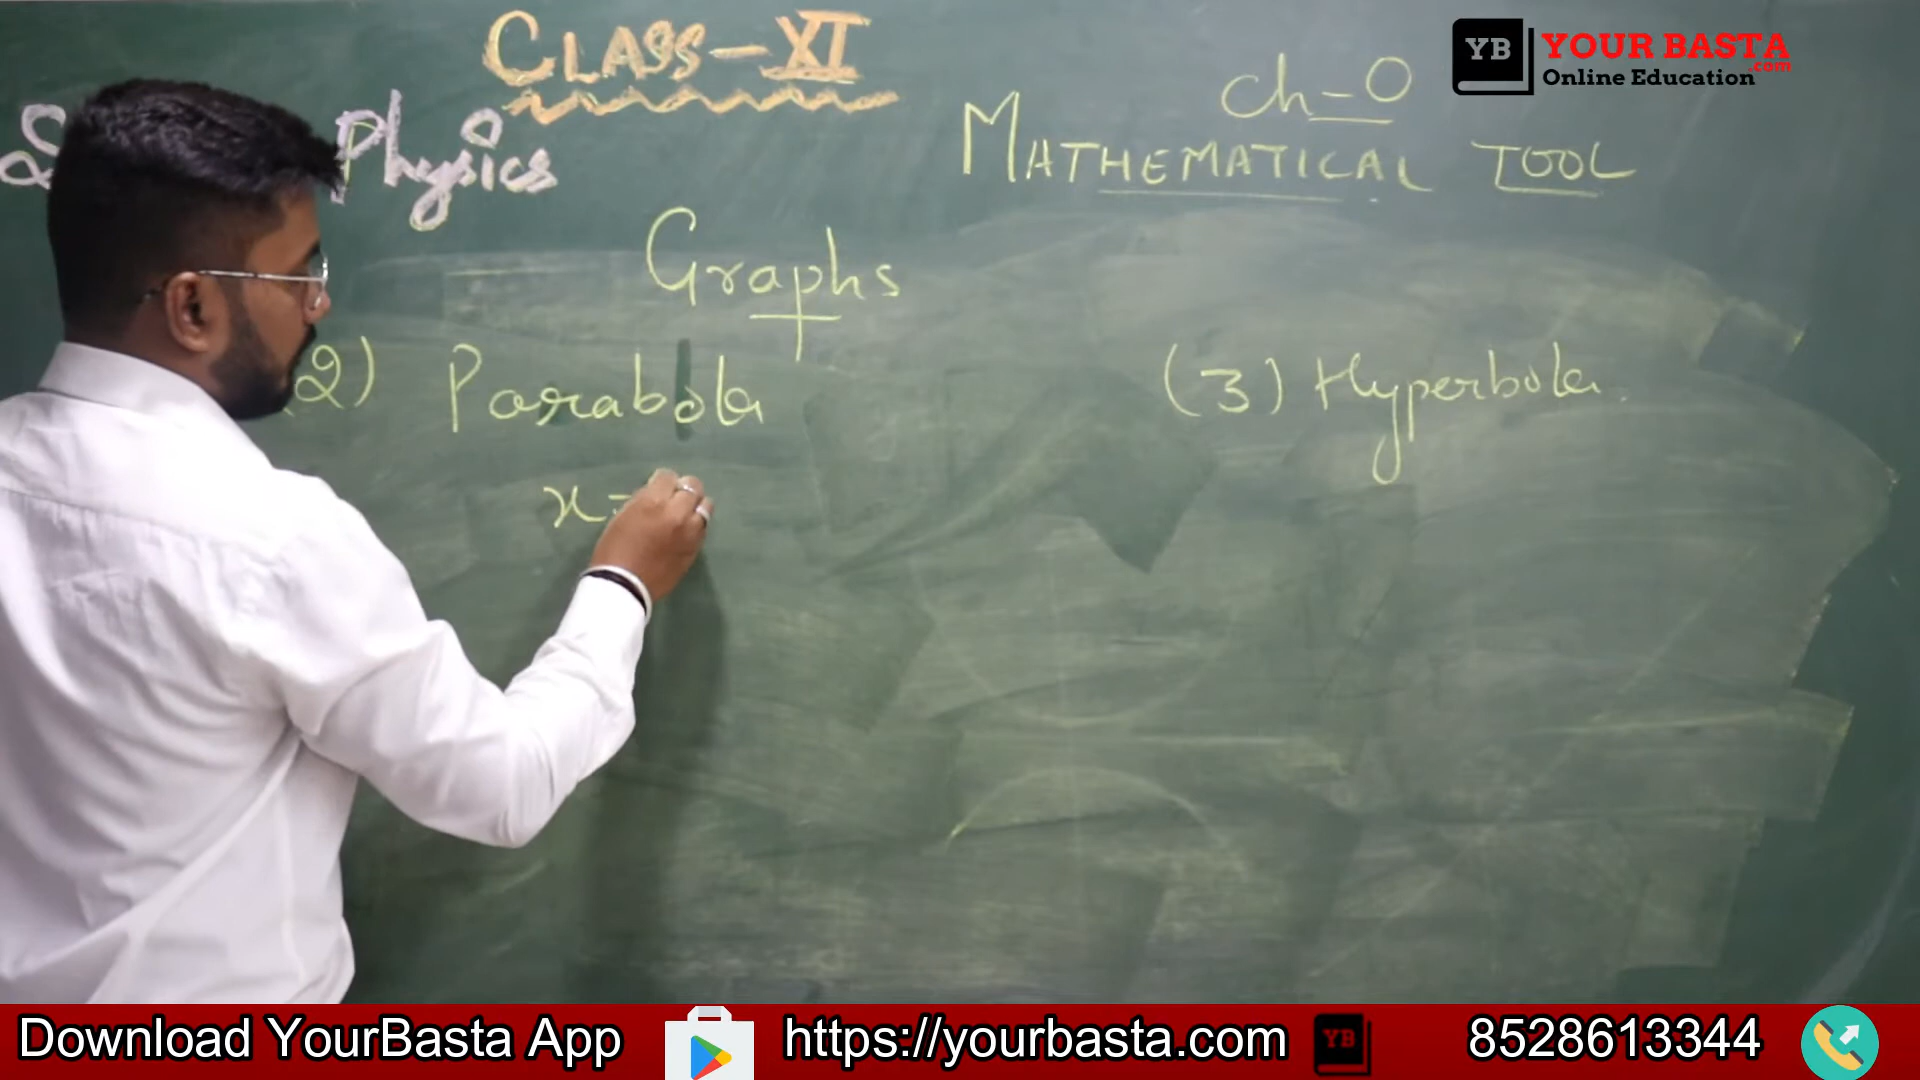 CLASS-XI
YB YOUR BASTA
.com
Online Education
Ch-0
Physics
MATHEMATICAL TOOL
Graphs
2) Parabola
(3) Hyperbola.
x=
Download YourBasta App
https://yourbasta.com
YB
8528613344